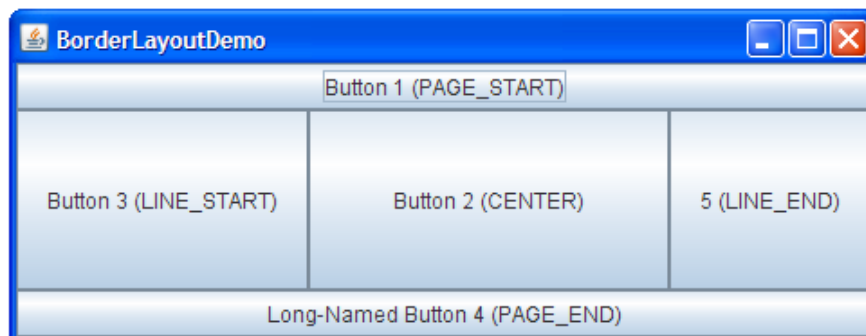 BorderLayoutDemo
Button 1 (PAGE_START)
Button 3 (LINE_START)
Button 2 (CENTER)
5 (LINE_END)
Long-Named Button 4 (PAGE_END)